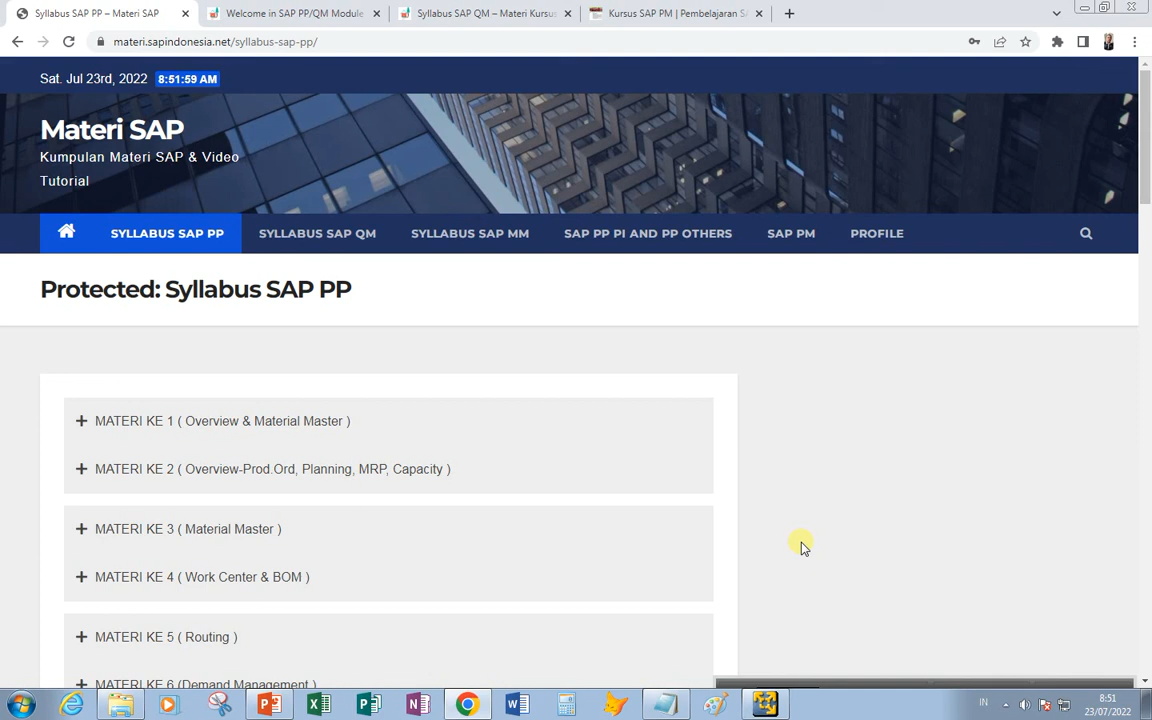 Syllabus SAP PP – Materi SAP
Welcome in SAP PP/QM Module
Syllabus SAP QM – Materi Kursus
Kursus SAP PM | Pembelajaran SA
materi.sapindonesia.net/syllabus-sap-pp/
Sat. Jul 23rd, 2022 8:51:59 AM
Materi SAP
Kumpulan Materi SAP & Video
Tutorial
SYLLABUS SAP PP
SYLLABUS SAP QM
SYLLABUS SAP MM
SAP PP PI AND PP OTHERS
SAP PM
PROFILE
Protected: Syllabus SAP PP
MATERI KE 1 ( Overview & Material Master )
MATERI KE 2 ( Overview-Prod.Ord, Planning, MRP, Capacity )
MATERI KE 3 ( Material Master )
MATERI KE 4 ( Work Center & BOM )
MATERI KE 5 ( Routing )
MATERI KE 6 (Demand Management )
IN
8:51
23/07/2022